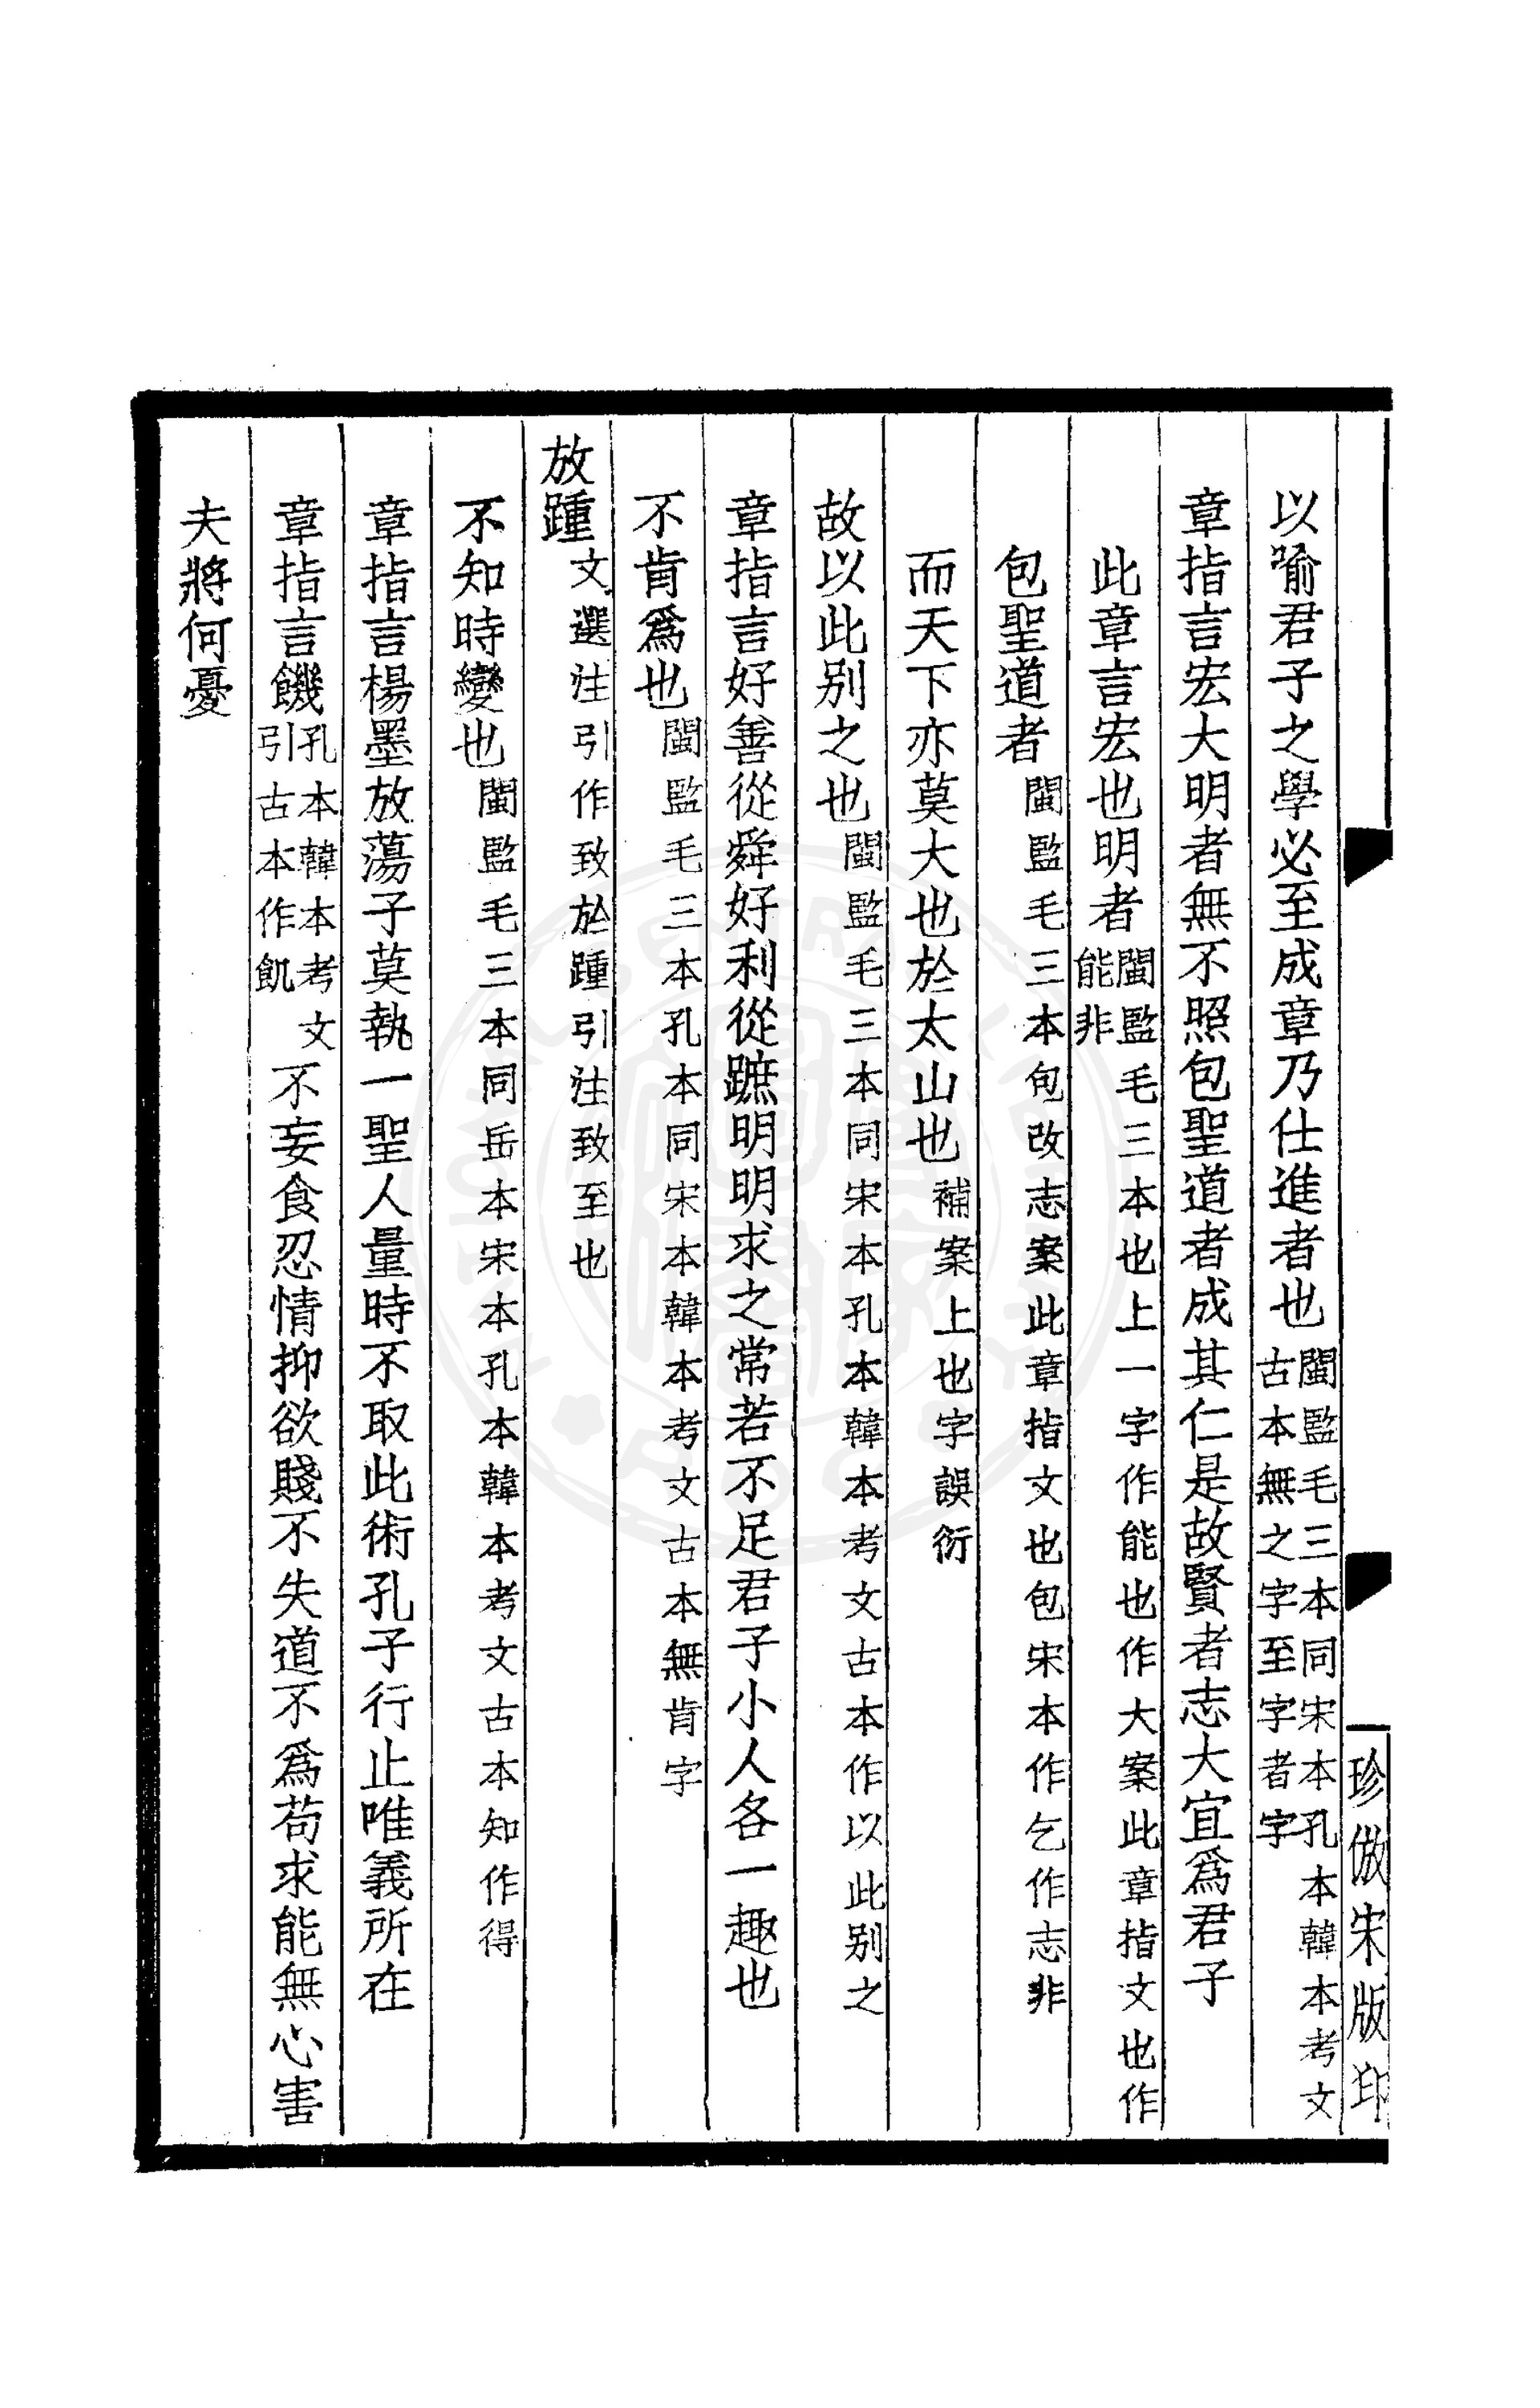 珍倣宋版印
以喻君子之學必至成章乃仕進者也閩監毛三本同宋本孔本韓本考文古本無之字至字者字
章指言宏大明者無不照包聖道者成其仁是故賢者志大宜爲君子
此章言宏也明者閩監毛三本也上一字作能也作大案此章指文也作能非
包聖道者閩監毛三本包改志案此章指文也包宋本作乞作志非
而天下亦莫大也於太山也補案上也字誤衍
故以此別之也閩監毛三本同宋本孔本韓本考文古本作以此別之
章指言好善從舜好利從蹠明明求之常若不足君子小人各一趣也
不肯爲也閩監毛三本孔本同宋本韓本考文古本無肯字
放踵文選注引作致於踵引注致至也
不知時變也閩監毛三本同岳本宋本孔本韓本考文古本知作得
章指言楊墨放蕩子莫執一聖人量時不取此術孔子行止唯義所在
章指言饑孔本韓本考文引古本作飢不妄食忍情抑欲賤不失道不爲苟求能無心害
夫將何憂